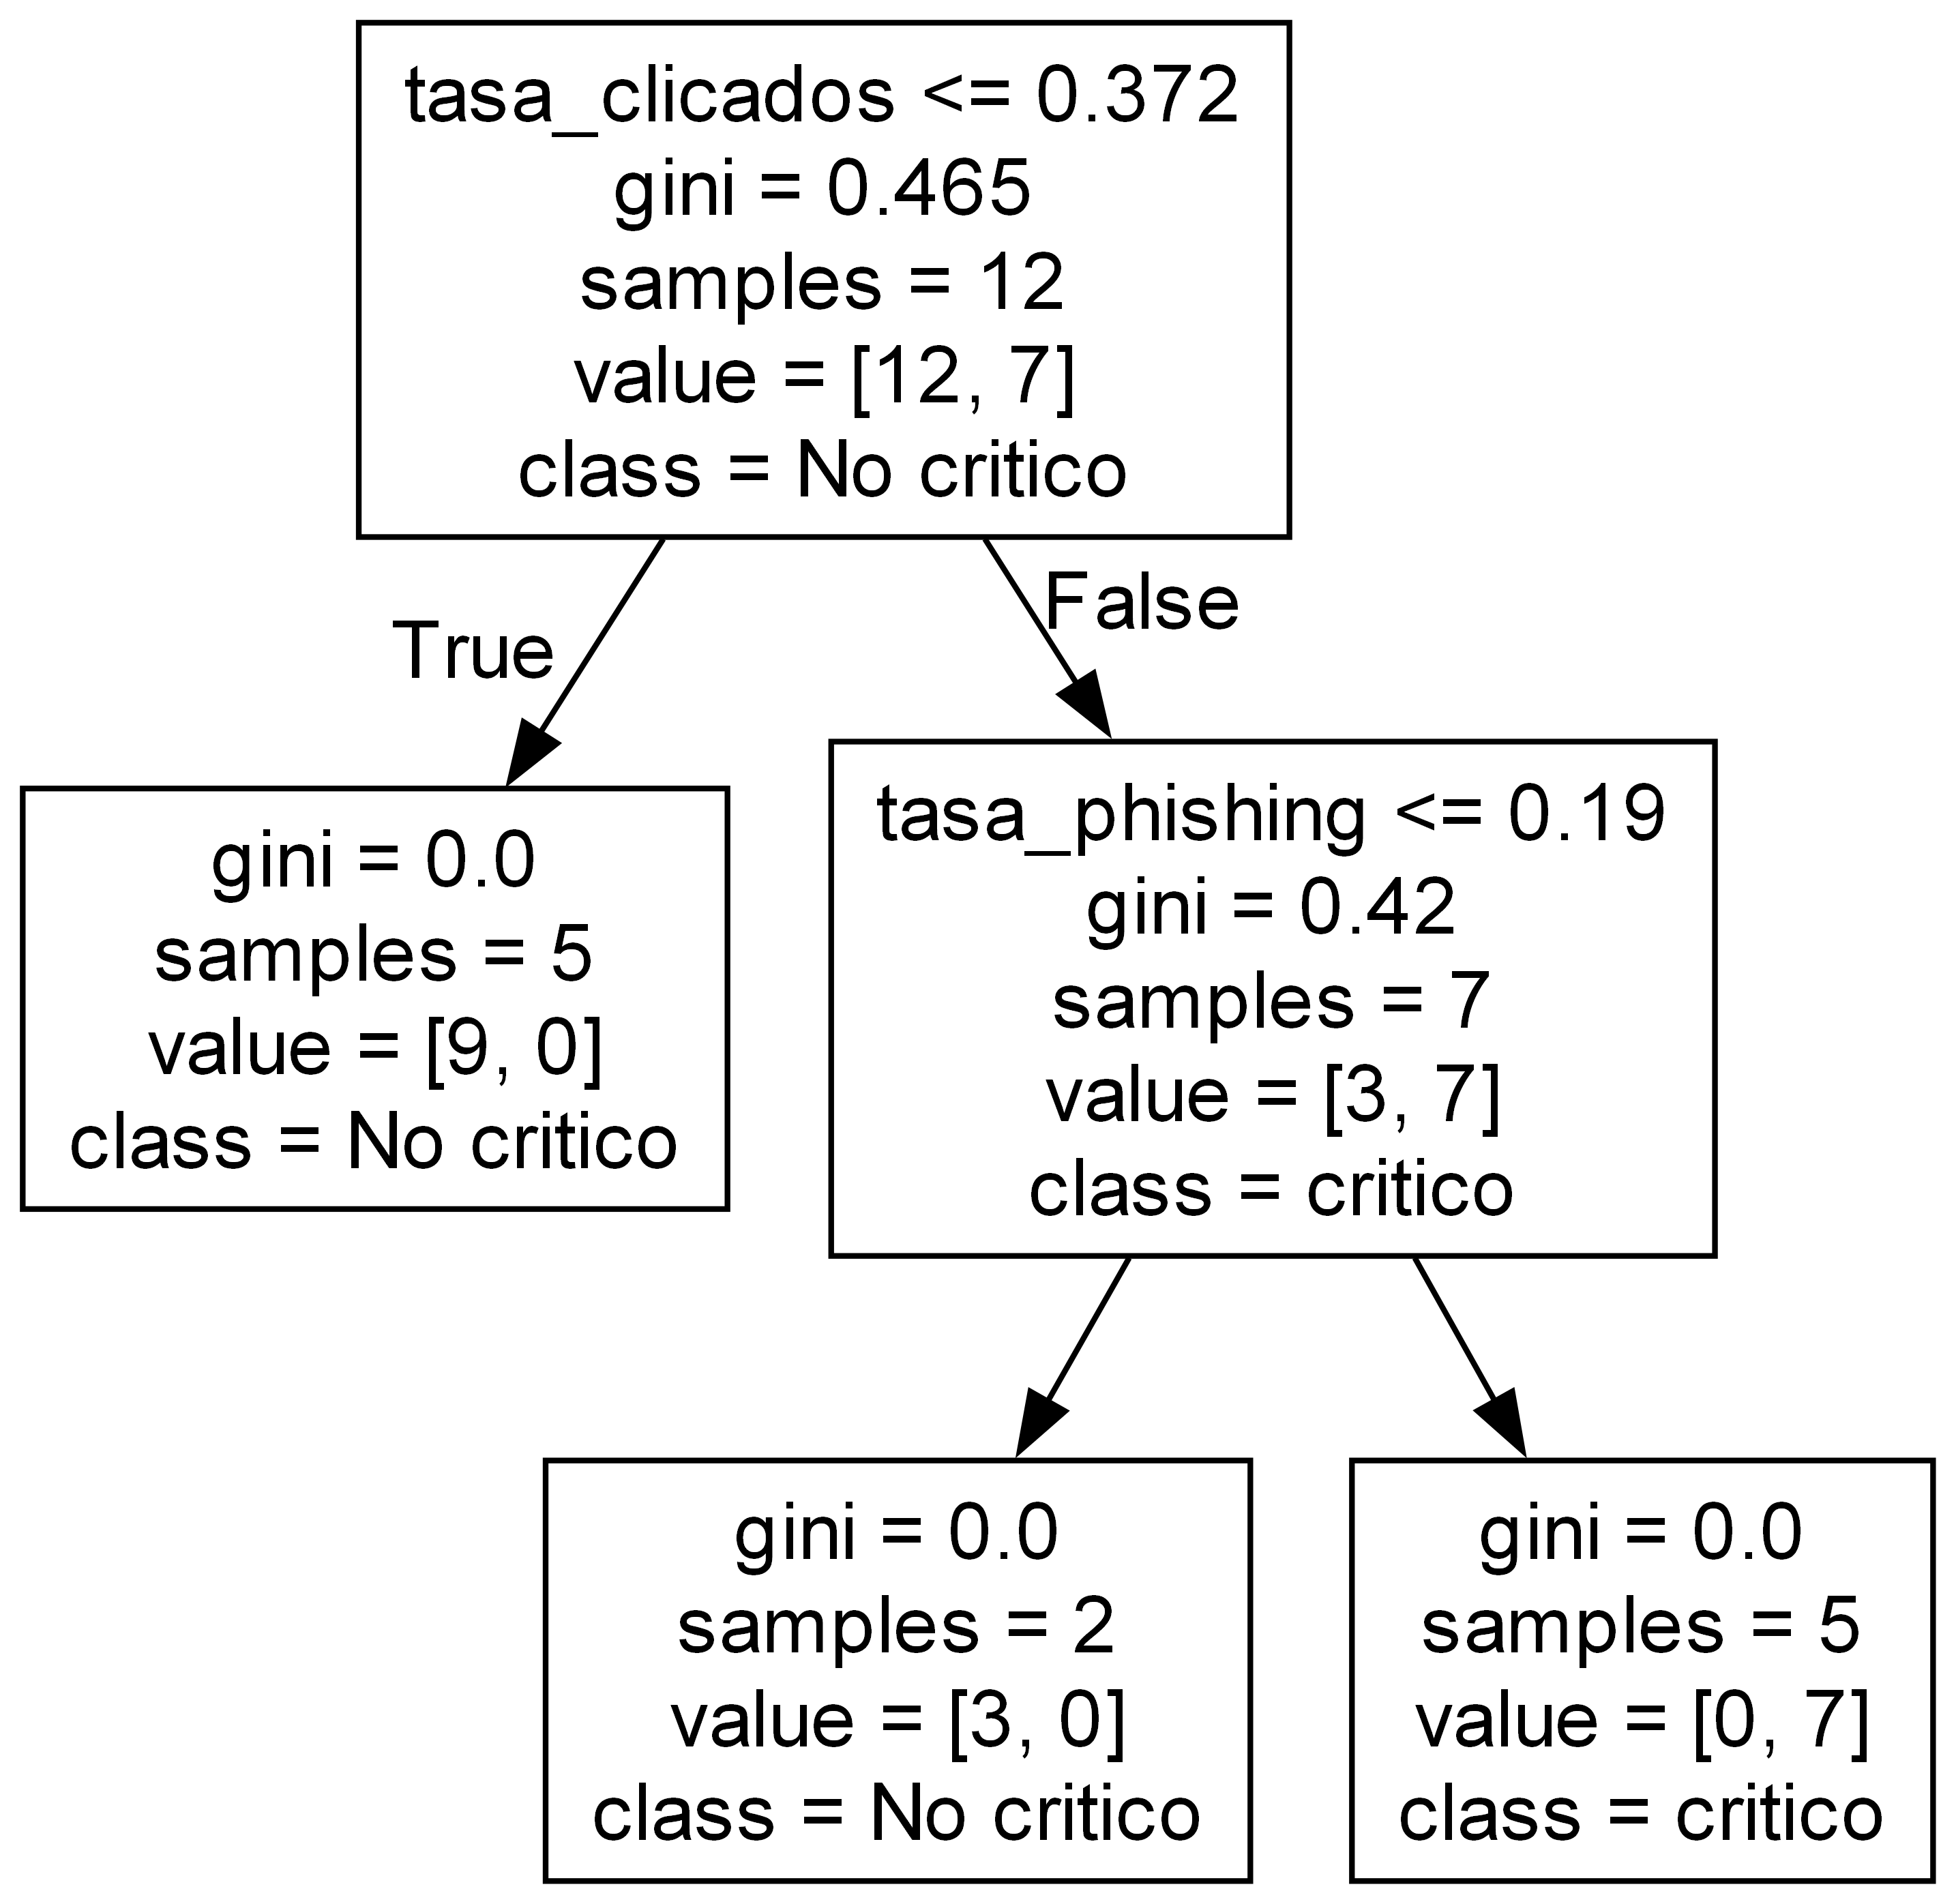 tasa_clicados <= 0.372
gini = 0.465
samples = 12
value = [12, 7]
class = No critico
True
False
gini = 0.0
samples = 5
value = [9, 0]
class = No critico
tasa_phishing <= 0.19
gini = 0.42
samples = 7
value = [3, 7]
class = critico
gini = 0.0
samples = 2
value = [3, 0]
class = No critico
gini = 0.0
samples = 5
value = [0, 7]
class = critico